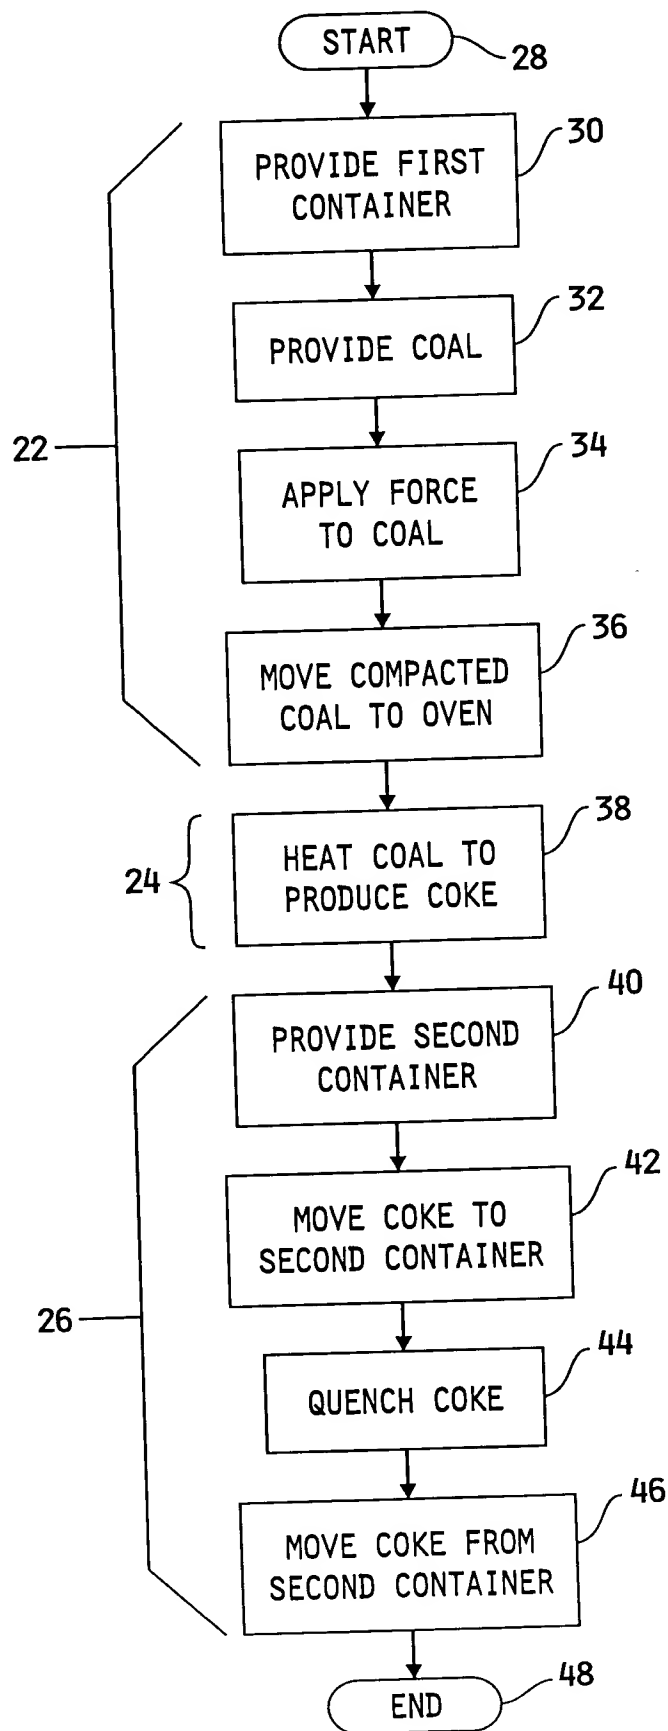 START
28
PROVIDE FIRST
CONTAINER
30
PROVIDE COAL
32
22
APPLY FORCE
TO COAL
34
MOVE COMPACTED
COAL TO OVEN
36
24
HEAT COAL TO
PRODUCE COKE
38
PROVIDE SECOND
CONTAINER
40
MOVE COKE TO
SECOND CONTAINER
42
26
QUENCH COKE
44
MOVE COKE FROM
SECOND CONTAINER
46
END
48